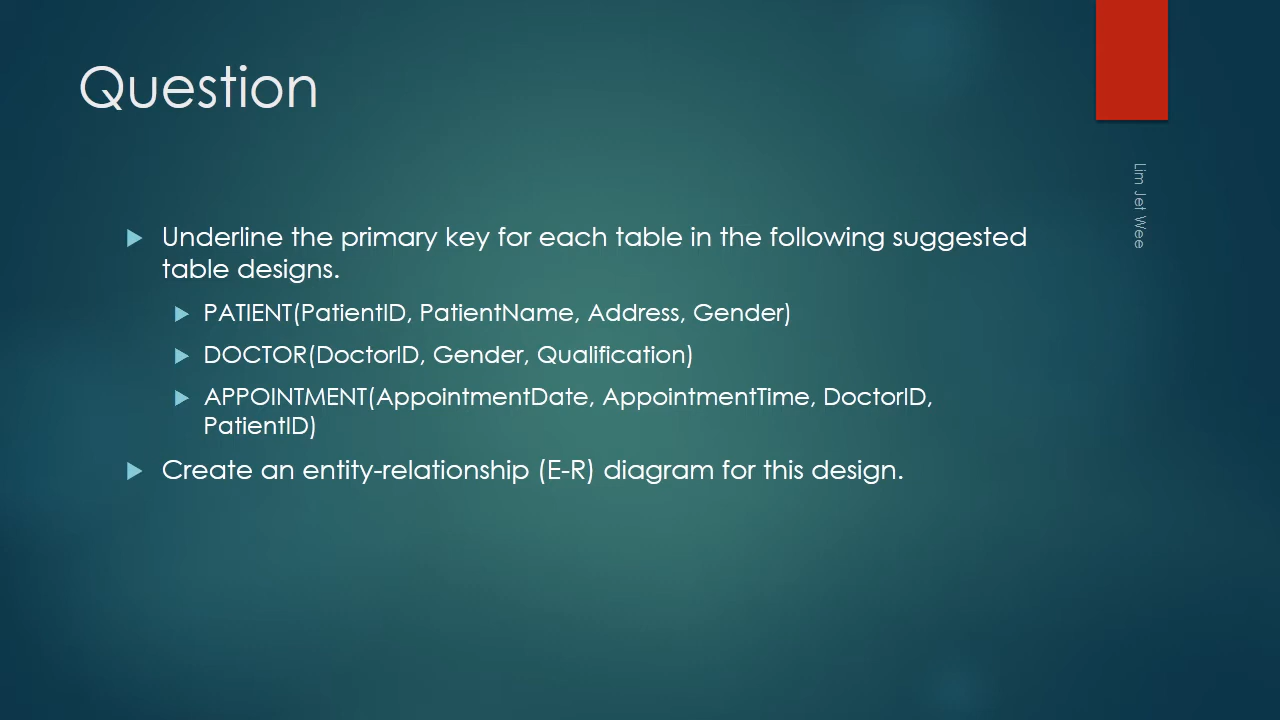 Question
Lim Jet Wee
Underline the primary key for each table in the following suggested
table designs.
PATIENT(PatientID, PatientName, Address, Gender)
DOCTOR(DoctorID, Gender, Qualification)
APPOINTMENT(AppointmentDate, AppointmentTime, DoctorID,
PatientID)
Create an entity-relationship (E-R) diagram for this design.